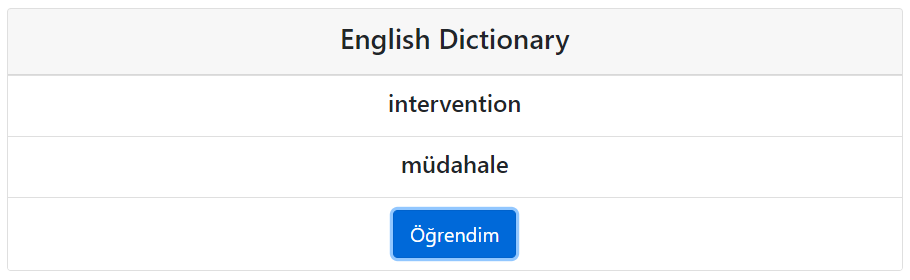 English Dictionary
intervention
müdahale
Öğrendim